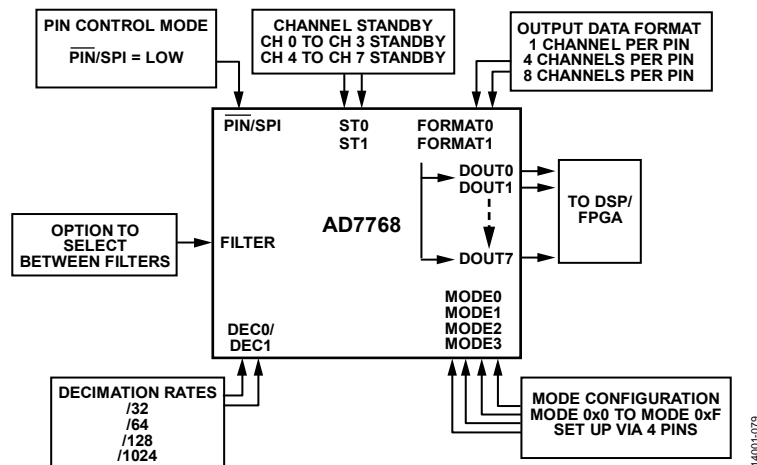 PIN CONTROL MODE
PIN/SPI = LOW
CHANNEL STANDBY
CH 0 TO CH 3 STANDBY
CH 4 TO CH 7 STANDBY
OUTPUT DATA FORMAT
1 CHANNEL PER PIN
4 CHANNELS PER PIN
8 CHANNELS PER PIN
PIN/SPI
ST0
ST1
FORMAT0
FORMAT1
DOUT0
DOUT1
DOUT7
TO DSP/
FPGA
AD7768
OPTION TO
SELECT
BETWEEN FILTERS
FILTER
DEC0/
DEC1
MODE0
MODE1
MODE2
MODE3
DECIMATION RATES
/32
/64
/128
/1024
MODE CONFIGURATION
MODE 0x0 TO MODE 0xF
SET UP VIA 4 PINS
14001-079